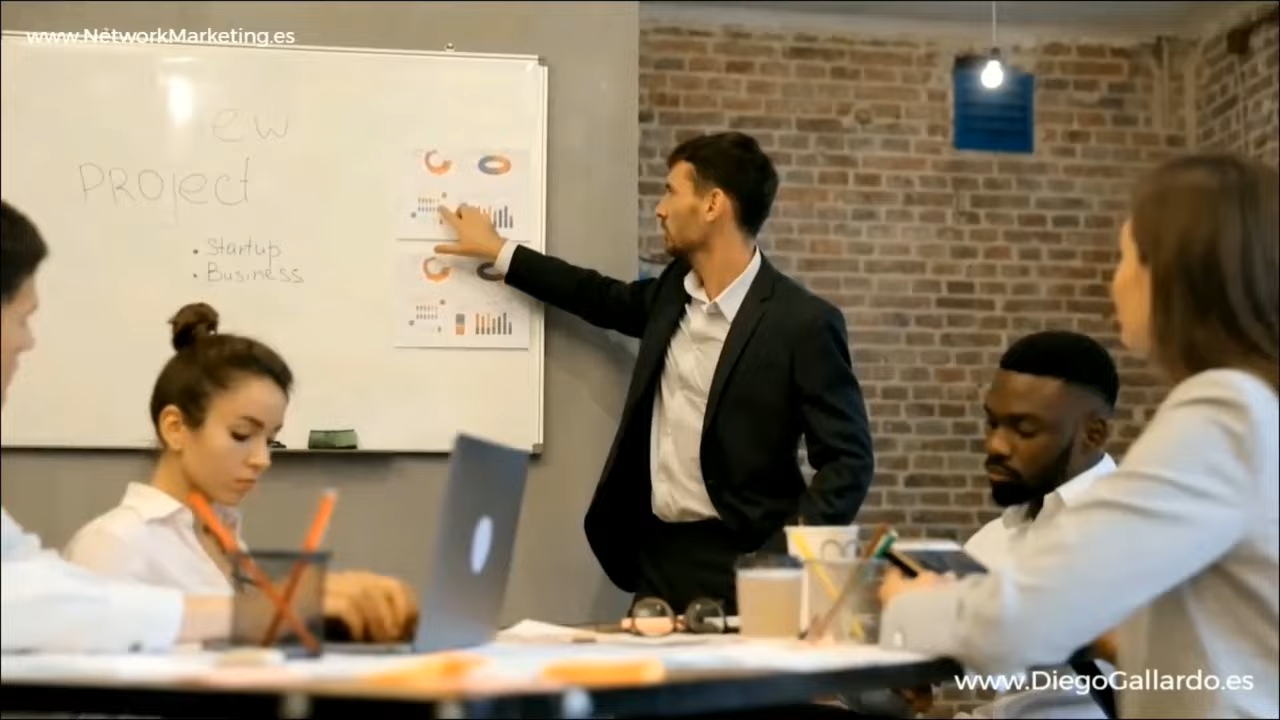 www.NetworkMarketing.es
ew
PROject
• Startup
• Business
www.DiegoGallardo.es